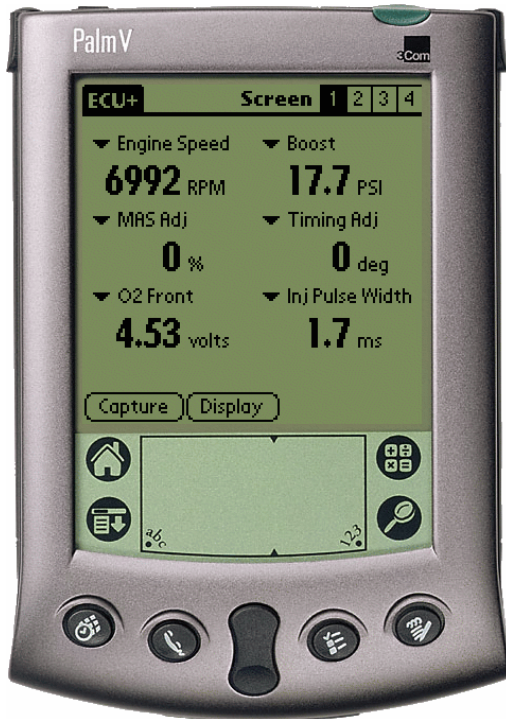 PalmV
3Com
ECU+ Screen 1 2 3 4
Engine Speed Boost
6992 RPM 17.7 PSI
MAS Adj Timing Adj
0 % 0 deg
O2 Front Inj Pulse Width
4.53 volts 1.7 ms
Capture Display
abc 123